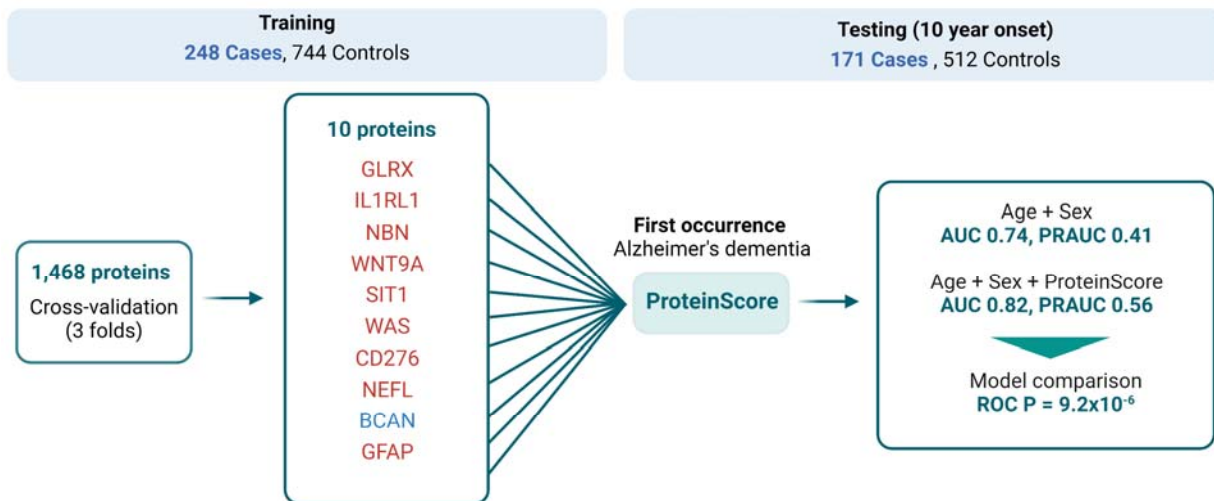 Training
248 Cases, 744 Controls
Testing (10 year onset)
171 Cases , 512 Controls
1,468 proteins
Cross-validation
(3 folds)
10 proteins
GLRX
IL1RL1
NBN
WNT9A
SIT1
WAS
CD276
NEFL
BCAN
GFAP
First occurrence
Alzheimer's dementia
ProteinScore
Age + Sex
AUC 0.74, PRAUC 0.41
Age + Sex + ProteinScore
AUC 0.82, PRAUC 0.56
Model comparison
ROC P = 9.2x10⁻⁶